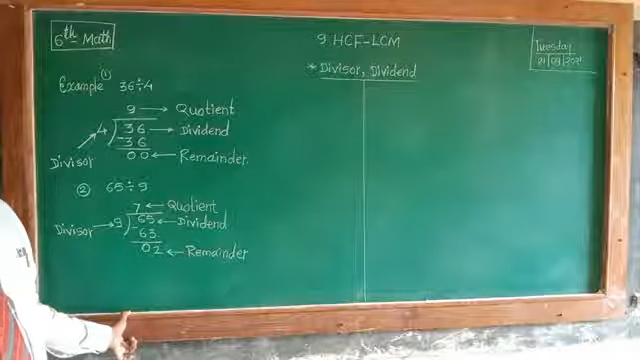 6th Math
9. HCF-LCM
Tuesday
21/09/2021
* Divisor, Dividend
Example (1) 36÷4
9 → Quotient
4 ) 36 → Dividend
-36
Divisor
00 ← Remainder
② 65÷9
7 ← Quotient
Divisor → 9 ) 65 ← Dividend
-63
02 ← Remainder